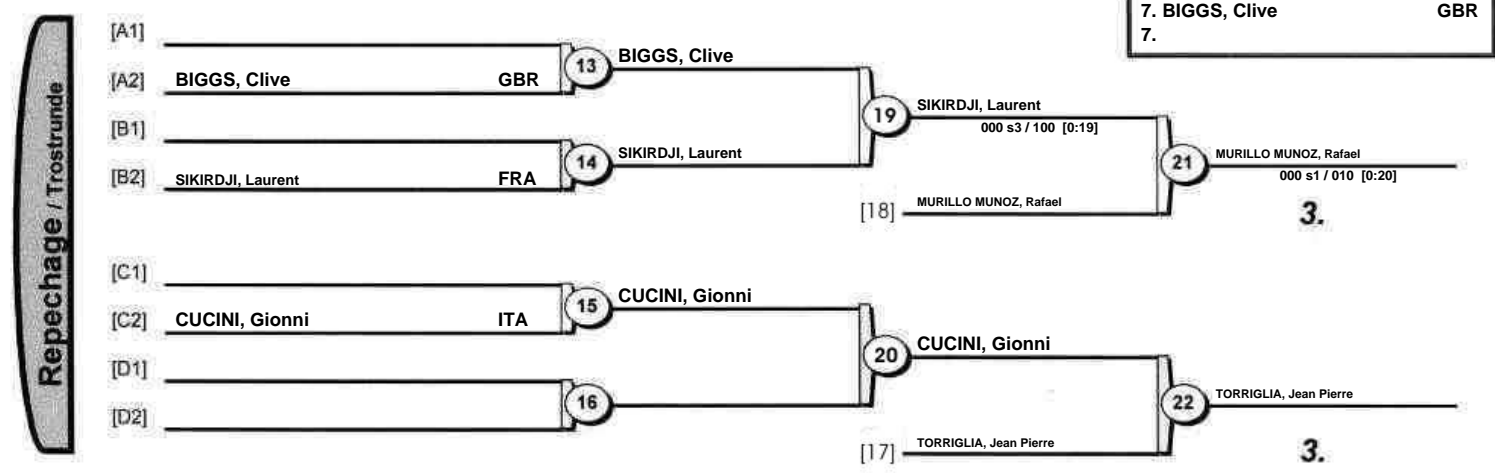 7. BIGGS, Clive GBR
7.
Repechage / Trostrunde
[A1]
[A2] BIGGS, Clive GBR
13 BIGGS, Clive
[B1]
[B2] SIKIRDJI, Laurent FRA
14 SIKIRDJI, Laurent
19 SIKIRDJI, Laurent
000 s3 / 100 [0:19]
[18] MURILLO MUNOZ, Rafael
21 MURILLO MUNOZ, Rafael
000 s1 / 010 [0:20]
3.
[C1]
[C2] CUCINI, Gionni ITA
15 CUCINI, Gionni
[D1]
[D2]
16
20 CUCINI, Gionni
[17] TORRIGLIA, Jean Pierre
22 TORRIGLIA, Jean Pierre
3.